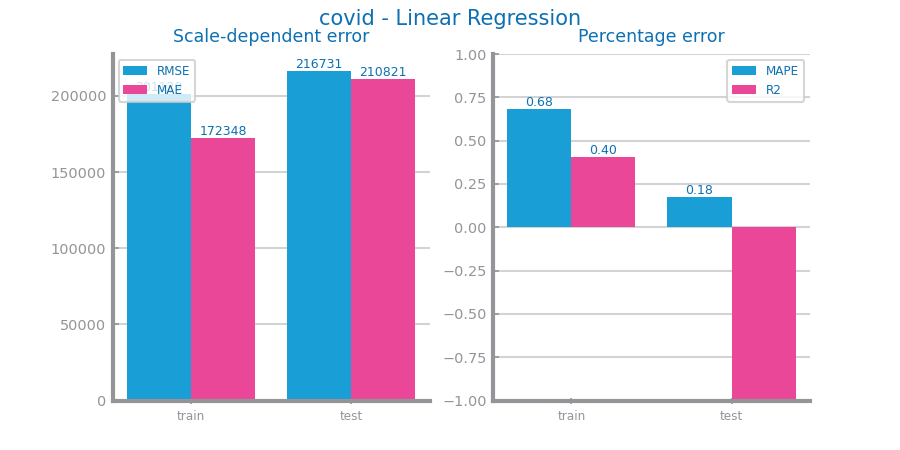 covid - Linear Regression
Scale-dependent error
RMSE
MAE
172348
216731
210821
200000
150000
100000
50000
0
train
test
Percentage error
MAPE
R2
0.68
0.40
0.18
1.00
0.75
0.50
0.25
0.00
−0.25
−0.50
−0.75
−1.00
train
test